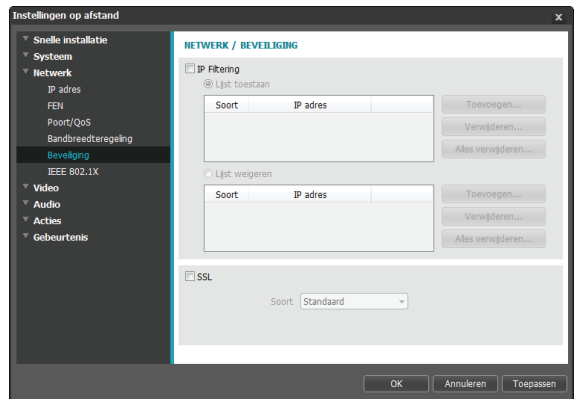 Instellingen op afstand
x
Snelle installatie
Systeem
Netwerk
IP adres
FEN
Poort/QoS
Bandbreedteregeling
Beveiliging
IEEE 802.1X
Video
Audio
Acties
Gebeurtenis
NETWERK / BEVEILIGING
IP Filtering
Lijst toestaan
Soort IP adres
Toevoegen...
Verwijderen...
Alles verwijderen...
Lijst weigeren
Soort IP adres
Toevoegen...
Verwijderen...
Alles verwijderen...
SSL
Soort Standaard
OK Annuleren Toepassen